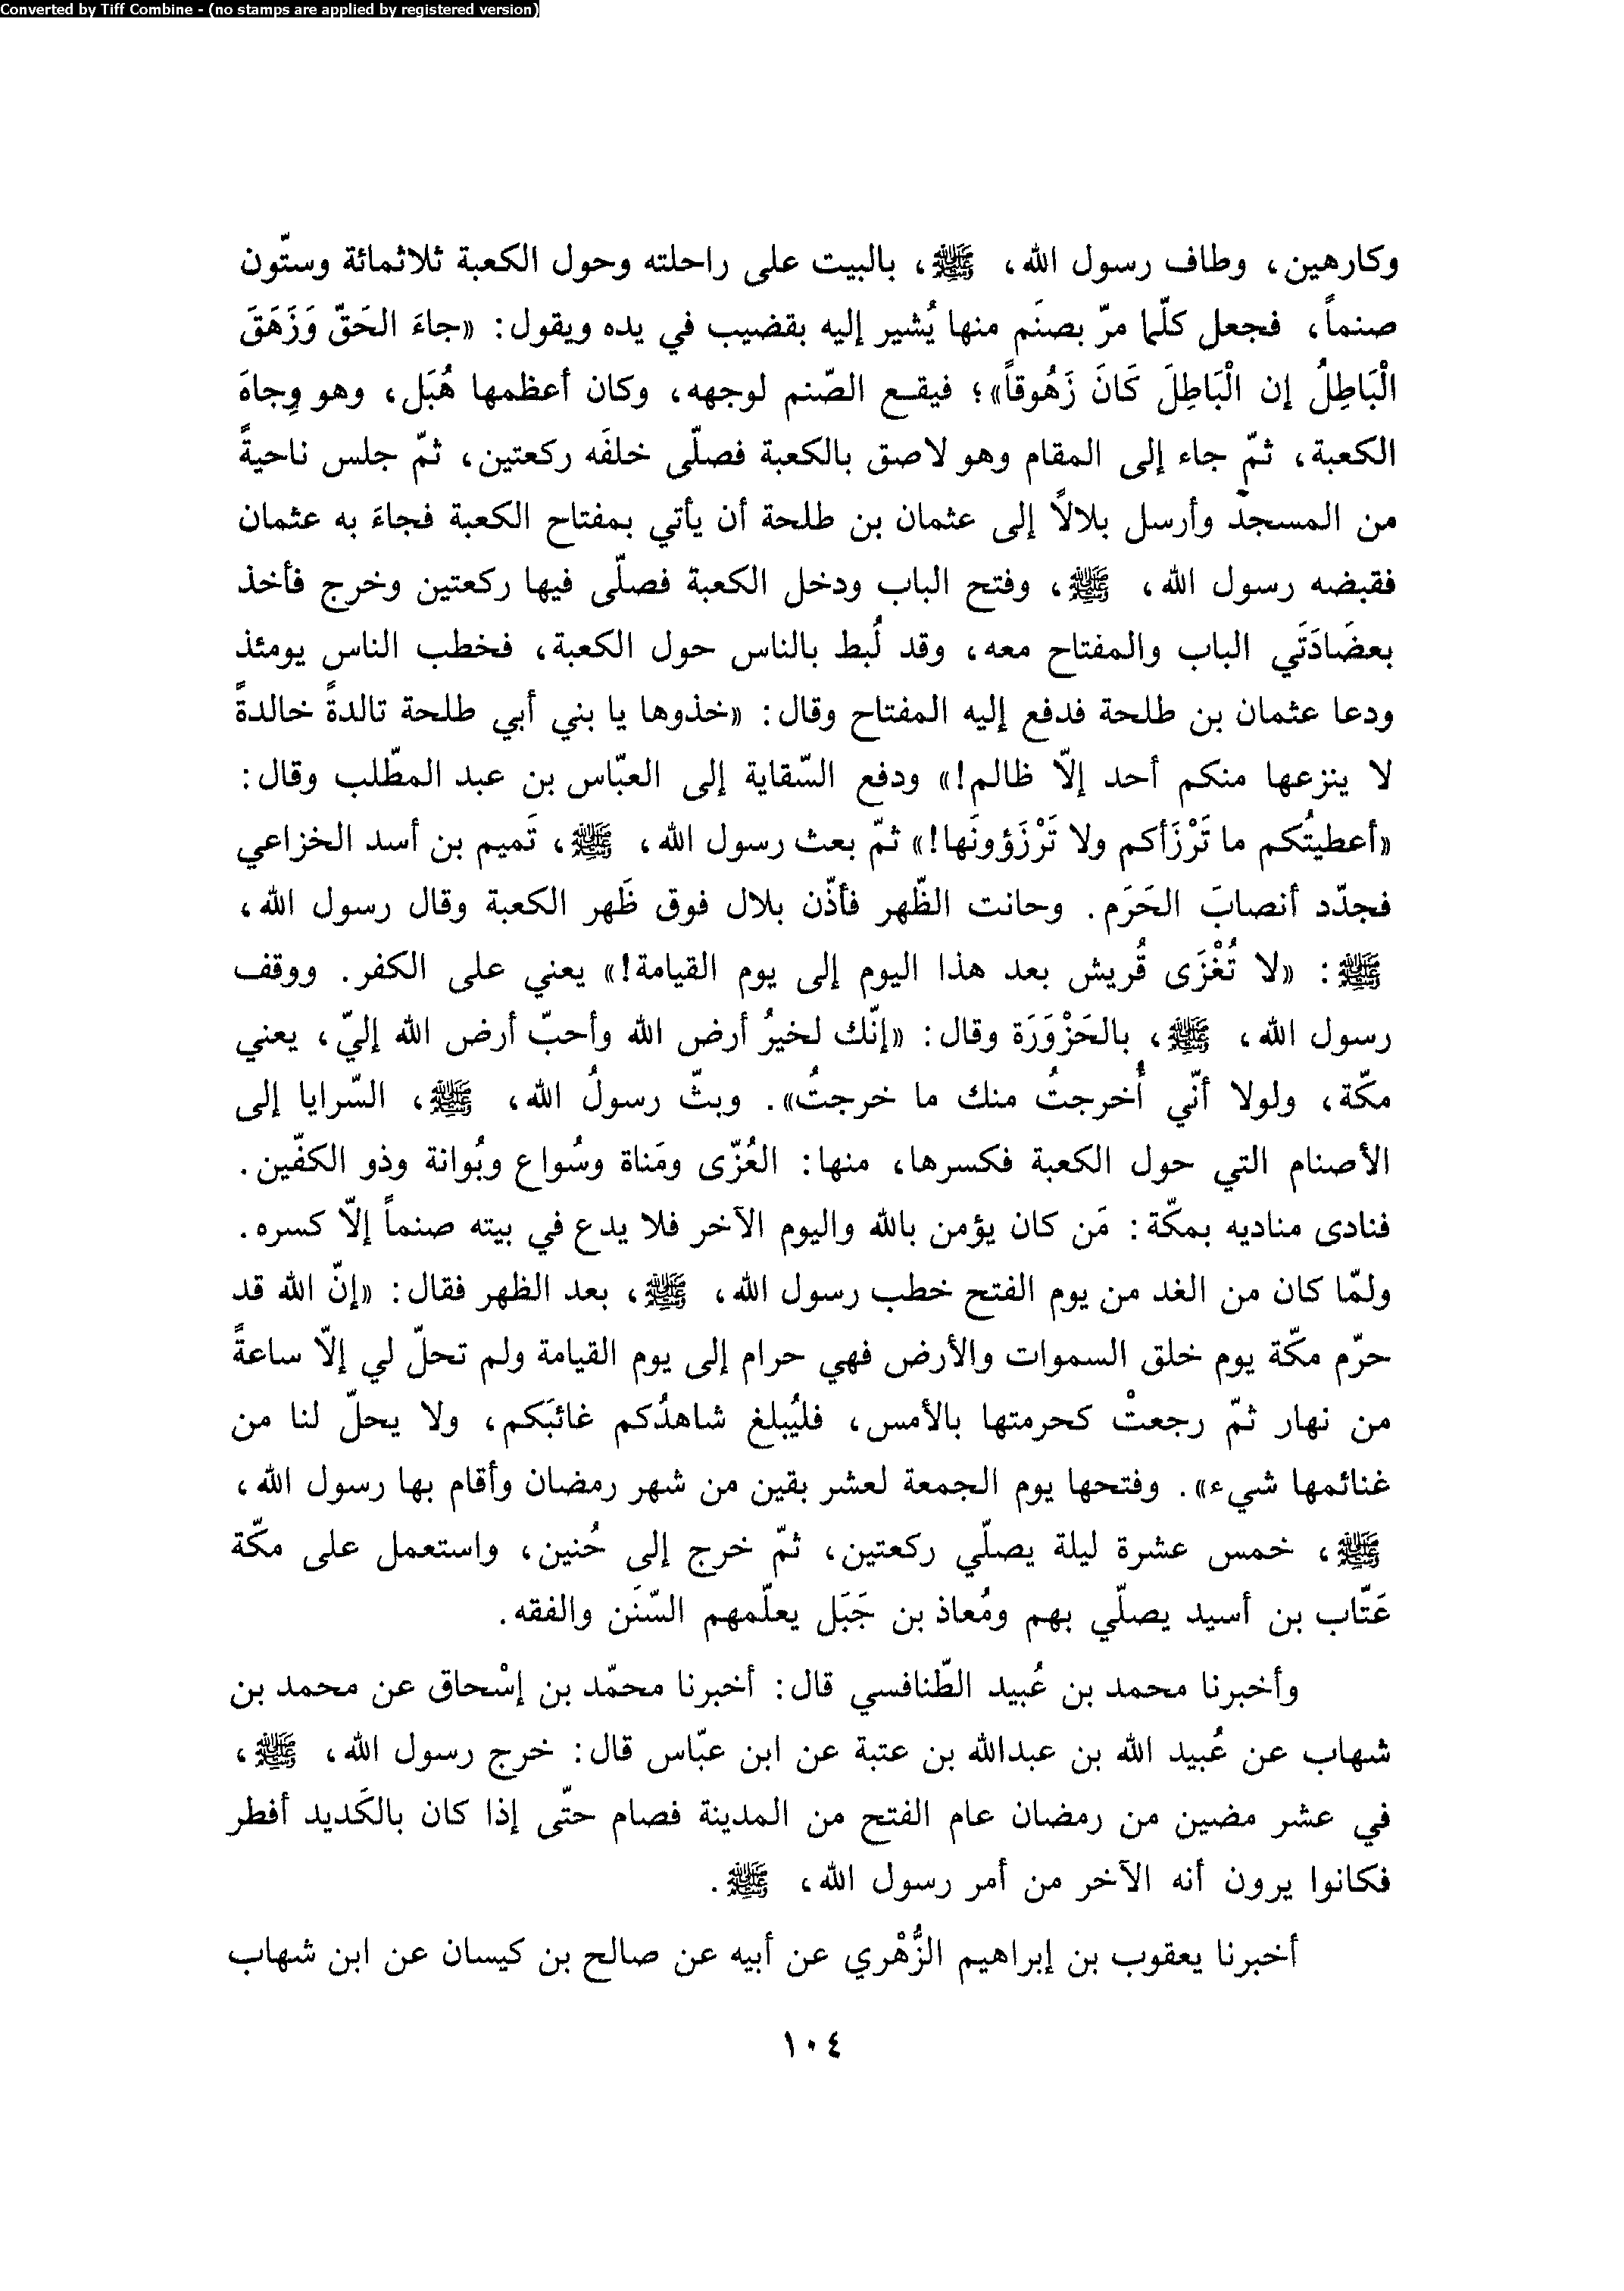 Converted by Tiff Combine - (no stamps are applied by registered version)
وكارهين، وطاف رسول الله، ﷺ، بالبيت على راحلته وحول الكعبة ثلاثمائة وستّون
صنماً، فجعل كلّما مرّ بصنَم منها يُشير إليه بقضيب في يده ويقول: «جاءَ الحَقّ وَزَهَقَ
الْبَاطِلُ إن الْبَاطِلَ كَانَ زَهُوقاً»؛ فيقـع الصّنم لوجهه، وكان أعظمها هُبَل، وهو وِجاهَ
الكعبة، ثمّ جاء إلى المقام وهو لاصق بالكعبة فصلّى خلفَه ركعتين، ثمّ جلس ناحيةً
من المسجد وأرسل بلالاً إلى عثمان بن طلحة أن يأتي بمفتاح الكعبة فجاءَ به عثمان
فقبضه رسول الله، ﷺ، وفتح الباب ودخل الكعبة فصلّى فيها ركعتين وخرج فأخذ
بعضَادَتَي الباب والمفتاح معه، وقد لُبط بالناس حول الكعبة، فخطب الناس يومئذ
ودعا عثمان بن طلحة فدفع إليه المفتاح وقال: «خذوها يا بني أبي طلحة تالدةً خالدةً
لا ينزعها منكم أحد إلاّ ظالم!» ودفع السّقاية إلى العبّاس بن عبد المطّلب وقال:
«أعطيتُكم ما تَرْزَأكم ولا تَرْزَؤونَها!» ثمّ بعث رسول الله، ﷺ، تَميم بن أسد الخزاعي
فجدّد أنصابَ الحَرَم. وحانت الظّهر فأذّن بلال فوق ظَهر الكعبة وقال رسول الله،
ﷺ: «لا تُغْزَى قُريش بعد هذا اليوم إلى يوم القيامة!» يعني على الكفر. ووقف
رسول الله، ﷺ، بالحَزْوَرَة وقال: «إنّك لخيرُ أرض الله وأحبّ أرض الله إليّ، يعني
مكّة، ولولا أنّي أُخرجتُ منك ما خرجتُ». وبثّ رسولُ الله، ﷺ، السّرايا إلى
الأصنام التي حول الكعبة فكسرها، منها: العُزّى ومَناة وسُواع وبُوانة وذو الكفّين.
فنادى مناديه بمكّة: مَن كان يؤمن بالله واليوم الآخر فلا يدع في بيته صنماً إلاّ كسره.
ولمّا كان من الغد من يوم الفتح خطب رسول الله، ﷺ، بعد الظهر فقال: «إنّ الله قد
حرّم مكّة يوم خلق السموات والأرض فهي حرام إلى يوم القيامة ولم تحلّ لي إلاّ ساعةً
من نهار ثمّ رجعتْ كحرمتها بالأمس، فليُبلغ شاهدُكم غائبَكم، ولا يحلّ لنا من
غنائمها شيء». وفتحها يوم الجمعة لعشر بقين من شهر رمضان وأقام بها رسول الله،
ﷺ، خمس عشرة ليلة يصلّي ركعتين، ثمّ خرج إلى حُنين، واستعمل على مكّة
عَتّاب بن أسيد يصلّي بهم ومُعاذ بن جَبَل يعلّمهم السّنَن والفقه.
وأخبرنا محمد بن عُبيد الطّنافسي قال: أخبرنا محمّد بن إسْحاق عن محمد بن
شهاب عن عُبيد الله بن عبدالله بن عتبة عن ابن عبّاس قال: خرج رسول الله، ﷺ،
في عشر مضين من رمضان عام الفتح من المدينة فصام حتّى إذا كان بالكَديد أفطر
فكانوا يرون أنه الآخر من أمر رسول الله، ﷺ.
أخبرنا يعقوب بن إبراهيم الزُّهْري عن أبيه عن صالح بن كيسان عن ابن شهاب
١٠٤